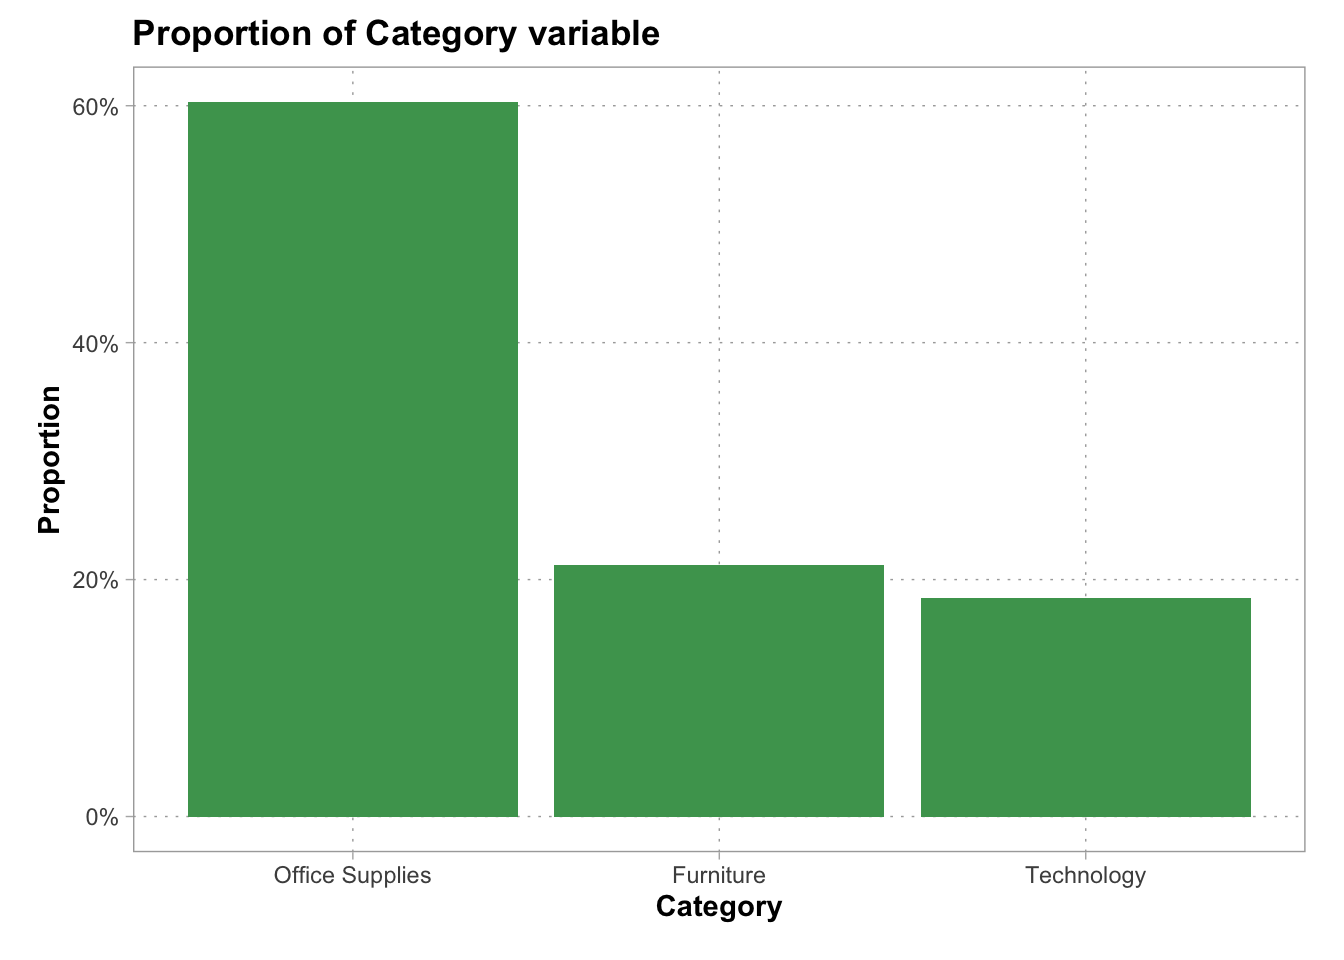 Proportion of Category variable
60%
40%
20%
0%
Proportion
Office Supplies
Furniture
Technology
Category